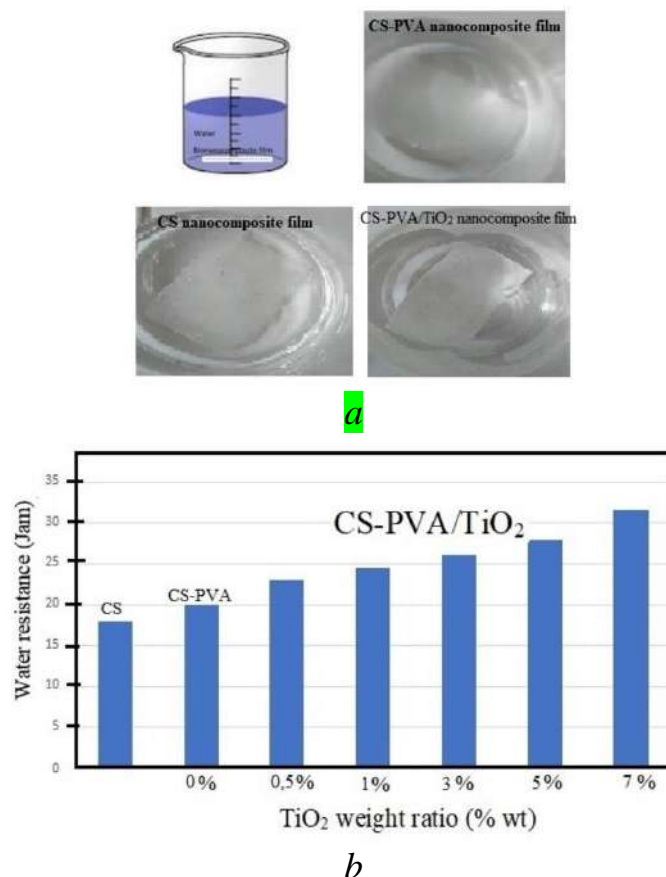 CS-PVA nanocomposite film
Water
CS nanocomposite film
CS-PVA/TiO₂ nanocomposite film
a
35
30
25
20
15
10
5
0
Water resistance (Jam)
CS-PVA/TiO₂
CS
CS-PVA
0% 0,5% 1% 3% 5% 7%
TiO₂ weight ratio (% wt)
b